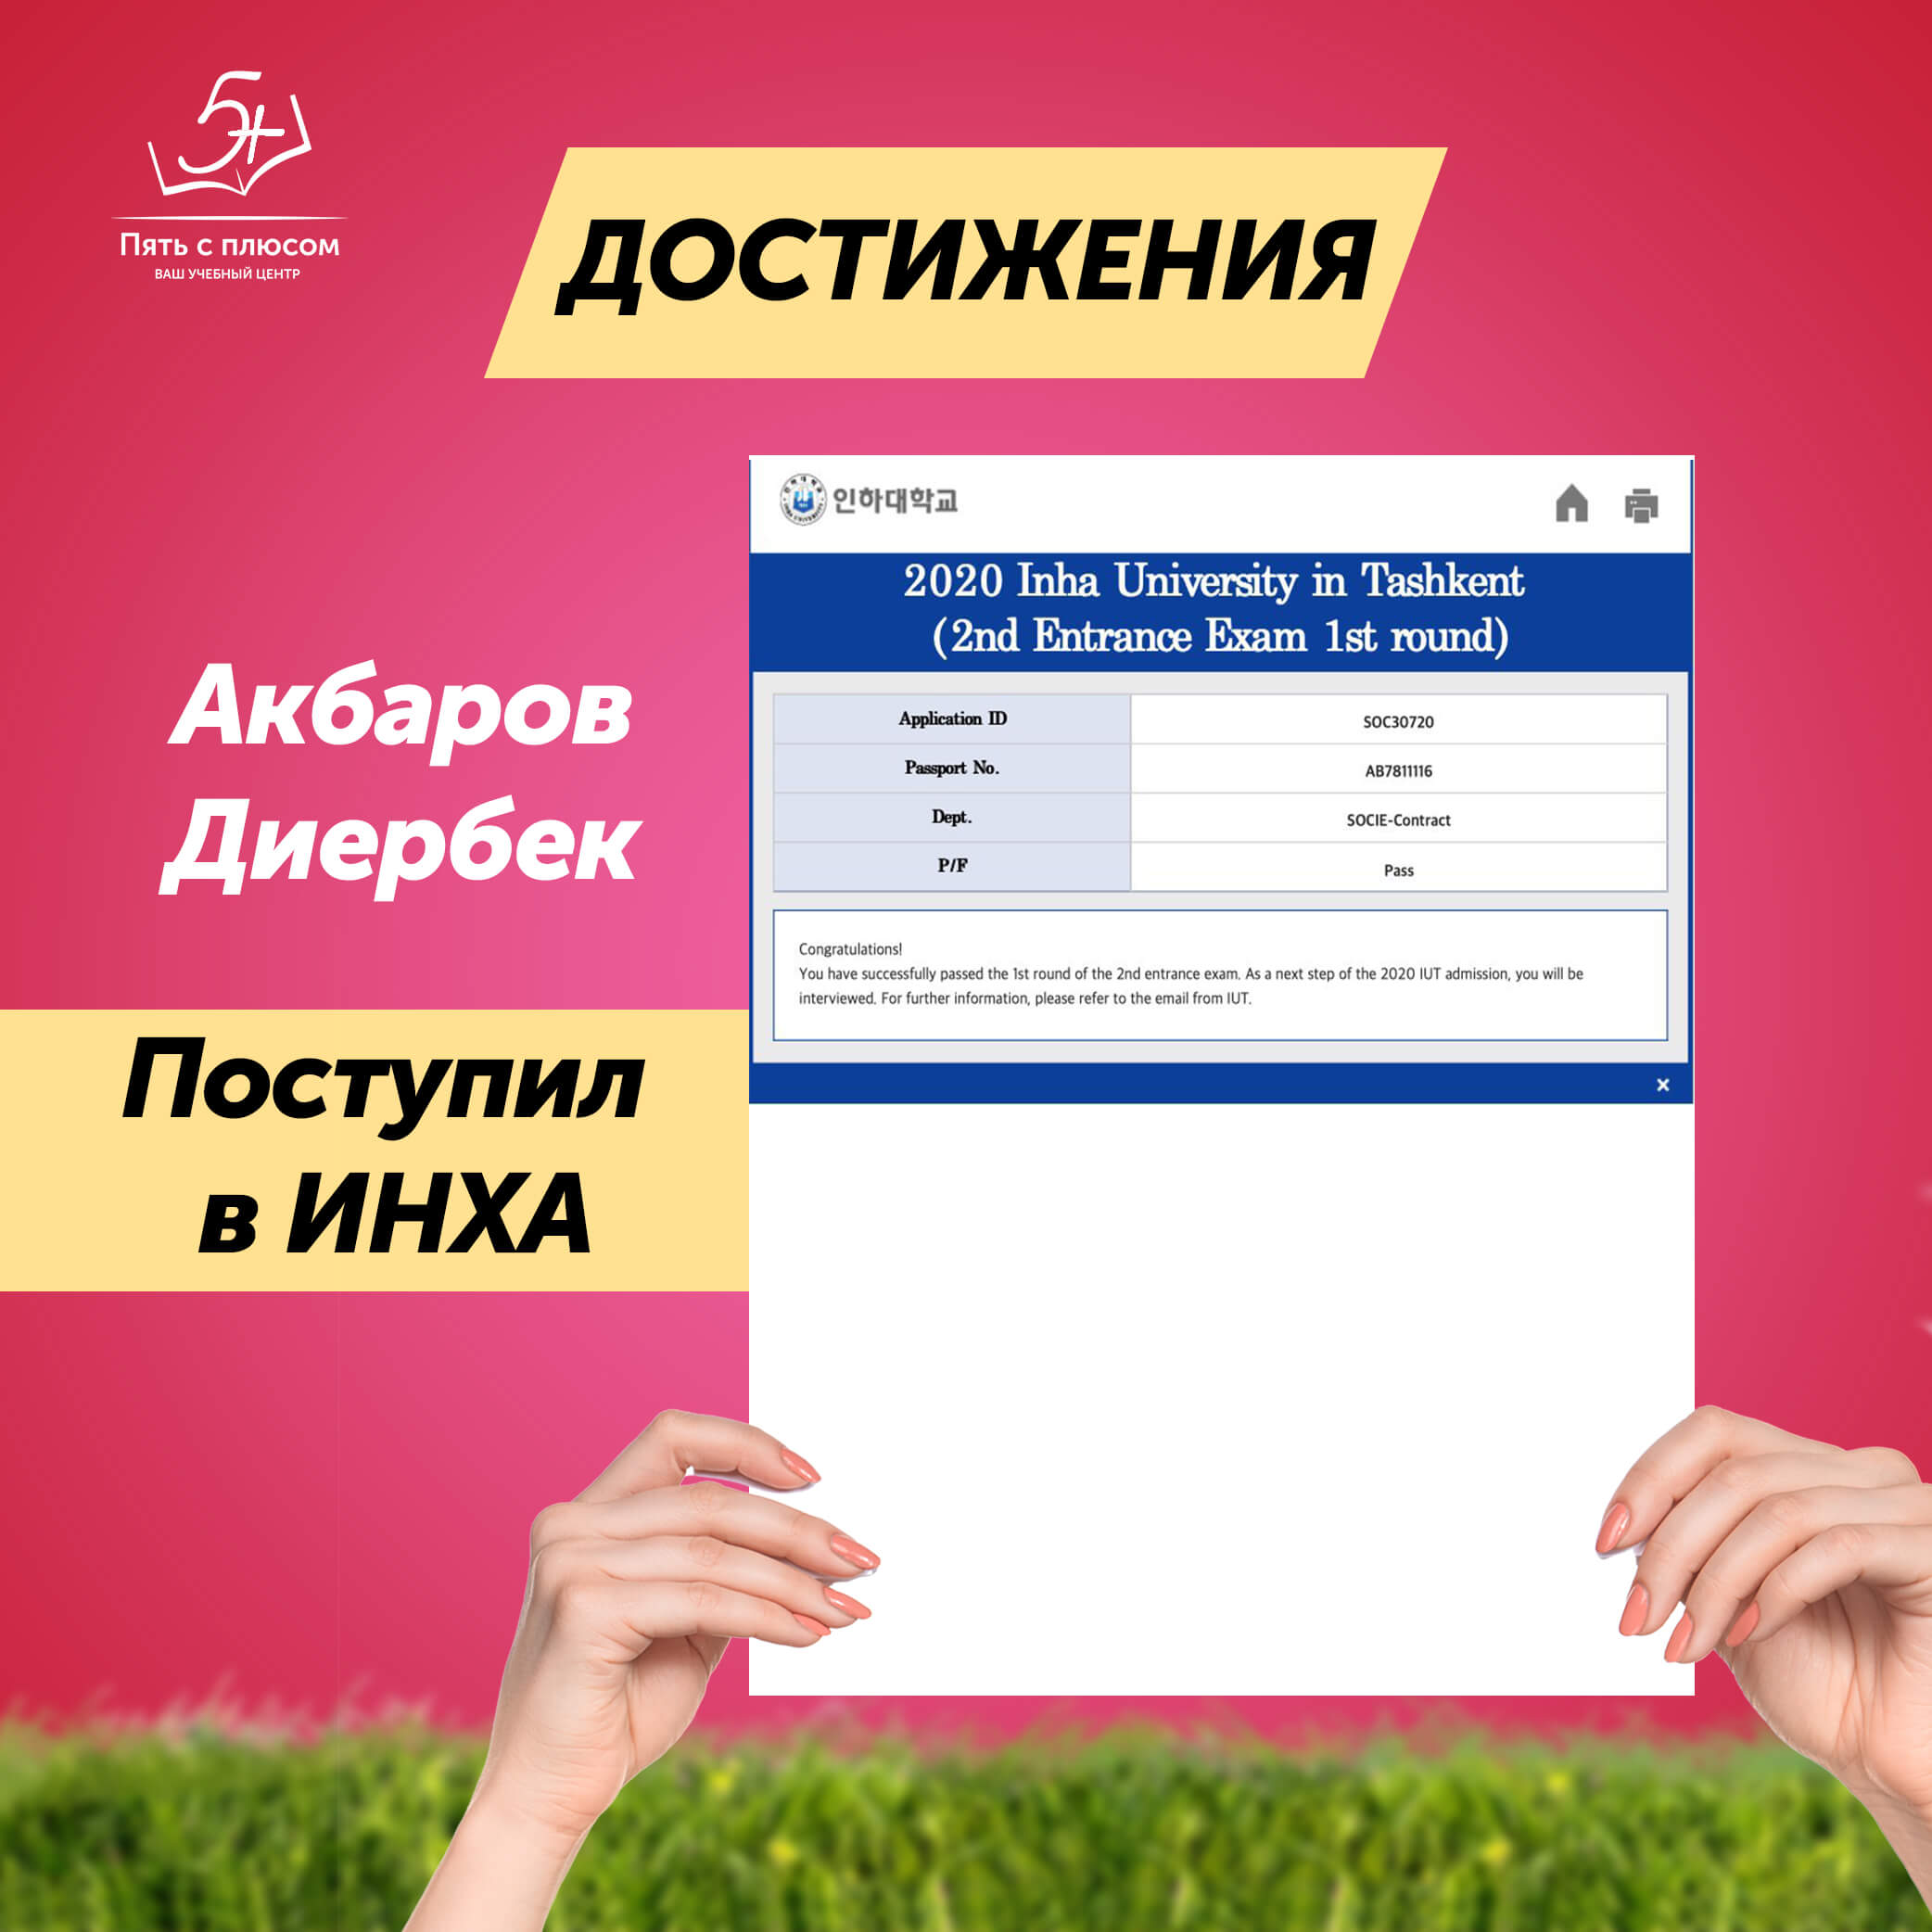 5+
Пять с плюсом
ВАШ УЧЕБНЫЙ ЦЕНТР
ДОСТИЖЕНИЯ
Акбаров
Диербек
Поступил
в ИНХА
인하대학교
2020 Inha University in Tashkent
(2nd Entrance Exam 1st round)
Application ID SOC30720
Passport No. AB7811116
Dept. SOCIE-Contract
P/F Pass
Congratulations!
You have successfully passed the 1st round of the 2nd entrance exam. As a next step of the 2020 IUT admission, you will be
interviewed. For further information, please refer to the email from IUT.